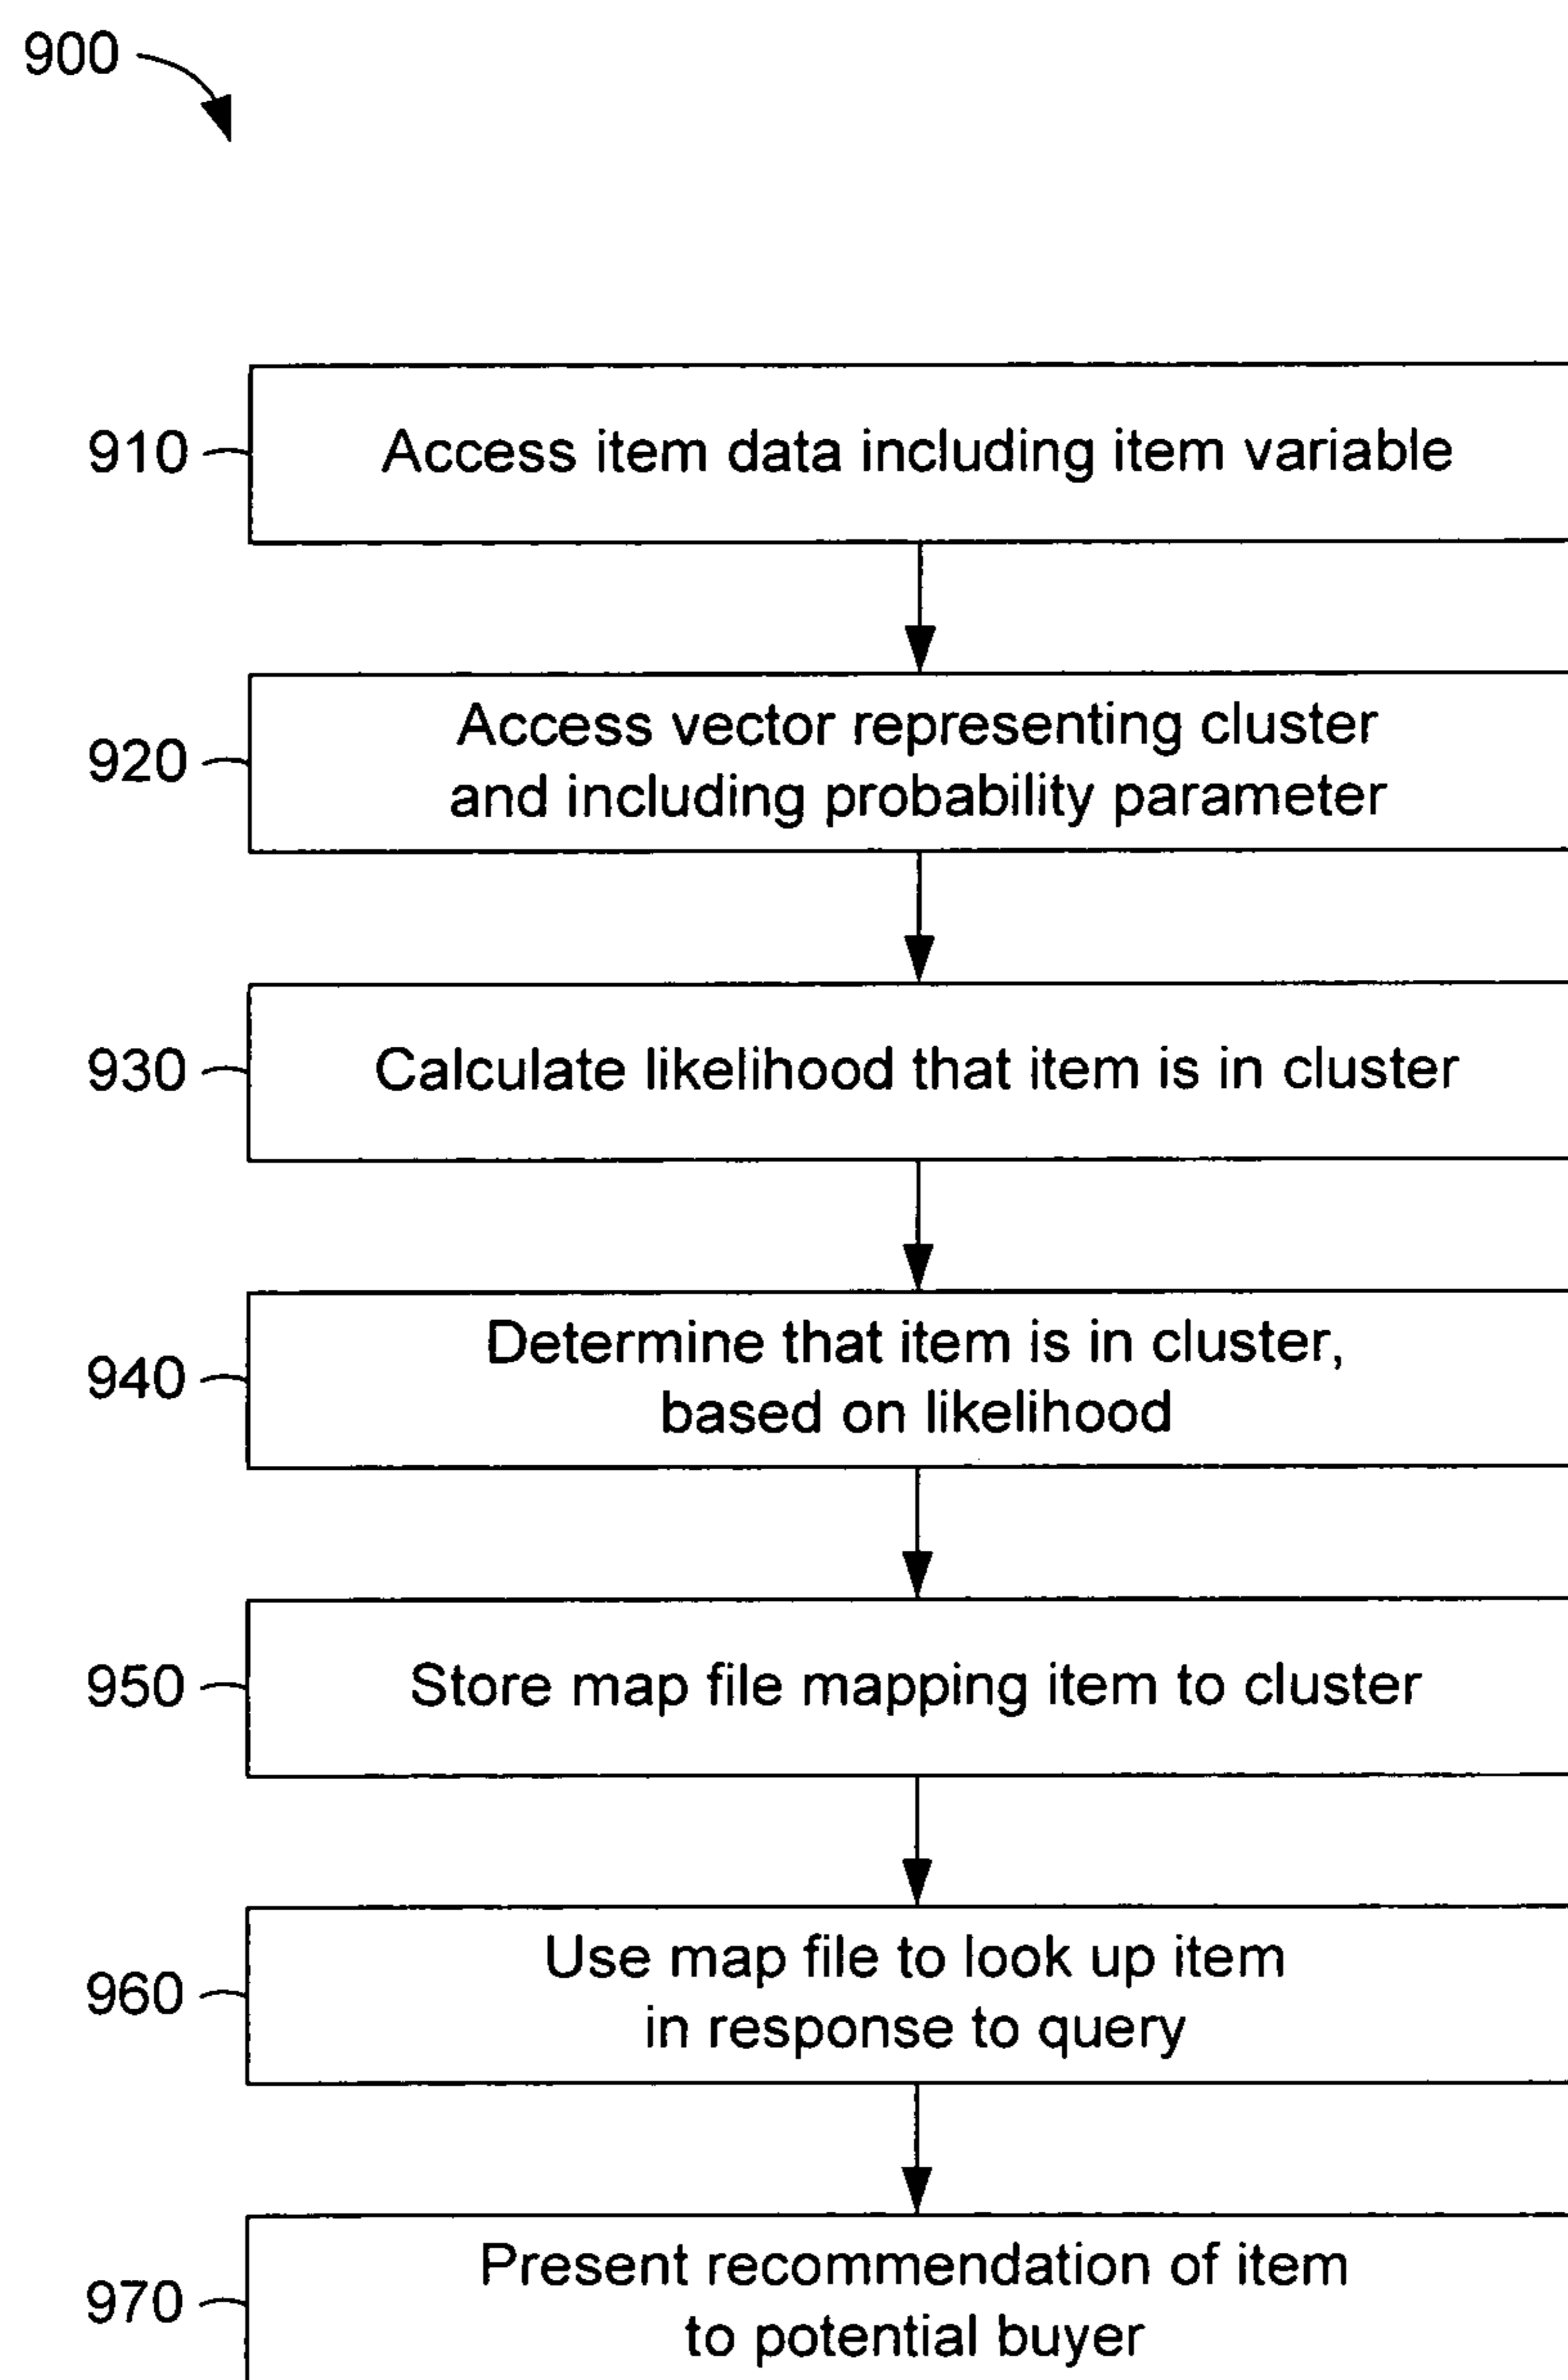 900
910
Access item data including item variable
920
Access vector representing cluster
and including probability parameter
930
Calculate likelihood that item is in cluster
940
Determine that item is in cluster,
based on likelihood
950
Store map file mapping item to cluster
960
Use map file to look up item
in response to query
970
Present recommendation of item
to potential buyer